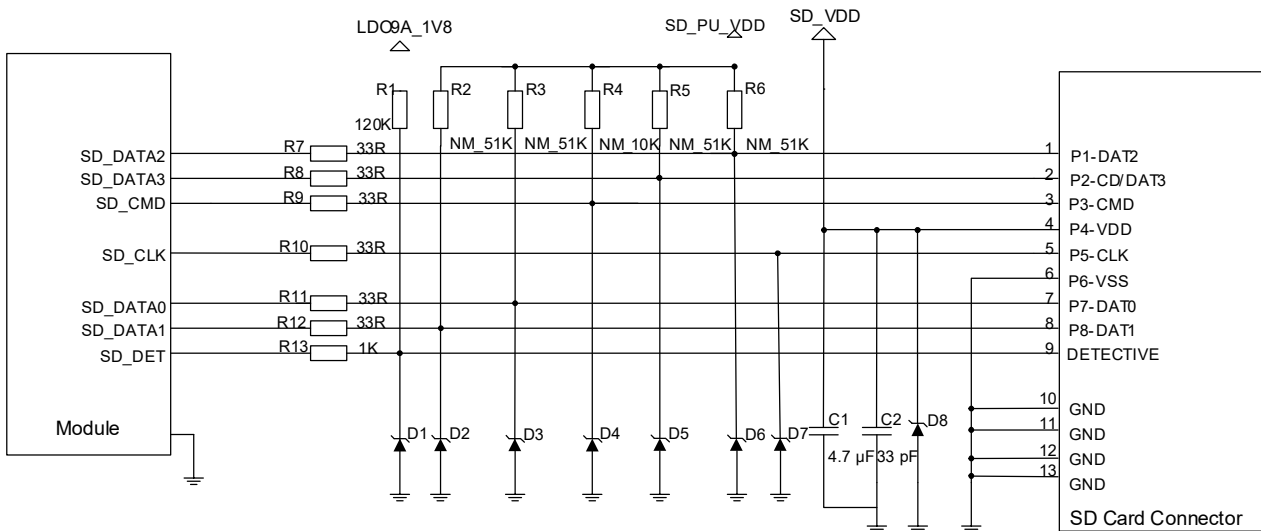 LDO9A_1V8
SD_PU_VDD
SD_VDD
R1
R2
R3
R4
R5
R6
120K
NM_51K
NM_51K
NM_10K
NM_51K
NM_51K
SD_DATA2
R7
33R
1
P1-DAT2
SD_DATA3
R8
33R
2
P2-CD/DAT3
SD_CMD
R9
33R
3
P3-CMD
4
P4-VDD
SD_CLK
R10
33R
5
P5-CLK
6
P6-VSS
SD_DATA0
R11
33R
7
P7-DAT0
SD_DATA1
R12
33R
8
P8-DAT1
SD_DET
R13
1K
9
DETECTIVE
10
GND
11
GND
12
GND
13
GND
Module
D1
D2
D3
D4
D5
D6
D7
C1
C2
D8
4.7 µF
33 pF
SD Card Connector